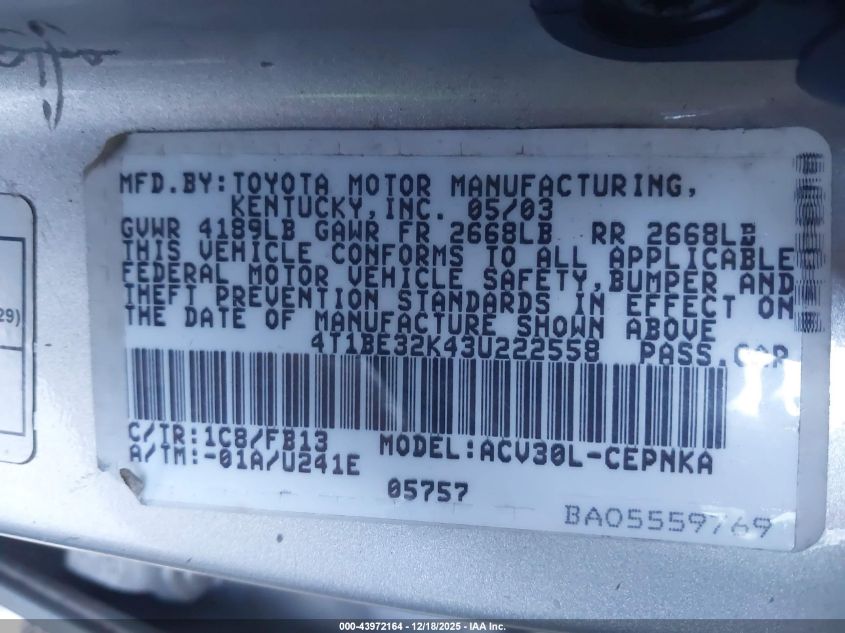 MFD.BY:TOYOTA MOTOR MANUFACTURING,
KENTUCKY,INC. 05/03
GVWR 4189LB GAWR FR 2668LB RR 2668LB
THIS VEHICLE CONFORMS TO ALL APPLICABLE
FEDERAL MOTOR VEHICLE SAFETY,BUMPER AND
THEFT PREVENTION STANDARDS IN EFFECT ON
THE DATE OF MANUFACTURE SHOWN ABOVE
4T1BE32K43U222558 PASS.CAR
29)
C/TR:1C8/FB13 MODEL:ACV30L-CEPNKA
A/TM:-01A/U241E
05757
BA05559769
000-43972164 - 12/18/2025 - IAA Inc.